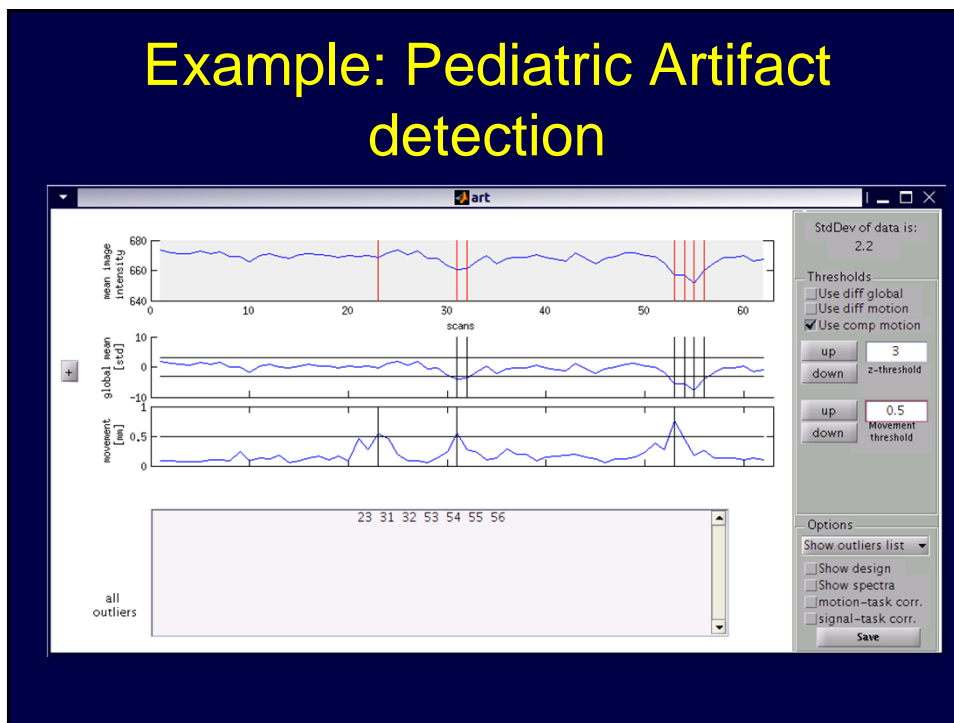 Example: Pediatric Artifact
detection
art
mean image
intensity
680
660
640
0 10 20 30 40 50 60
scans
global mean
[std]
10
0
-10
movement
[mm]
1
0.5
0
+
all
outliers
23 31 32 53 54 55 56
StdDev of data is:
2.2
Thresholds
Use diff global
Use diff motion
Use comp motion
up 3
down z-threshold
up 0.5
down Movement
threshold
Options
Show outliers list
Show design
Show spectra
motion-task corr.
signal-task corr.
Save